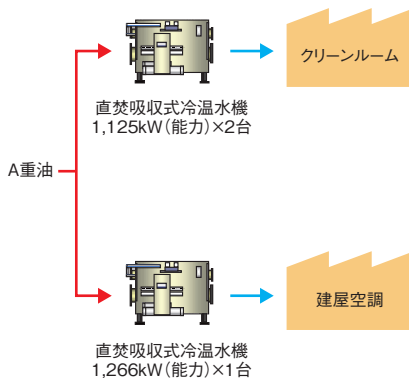 クリーンルーム
直焚吸収式冷温水機
1,125kW(能力)×2台
A重油
建屋空調
直焚吸収式冷温水機
1,266kW(能力)×1台